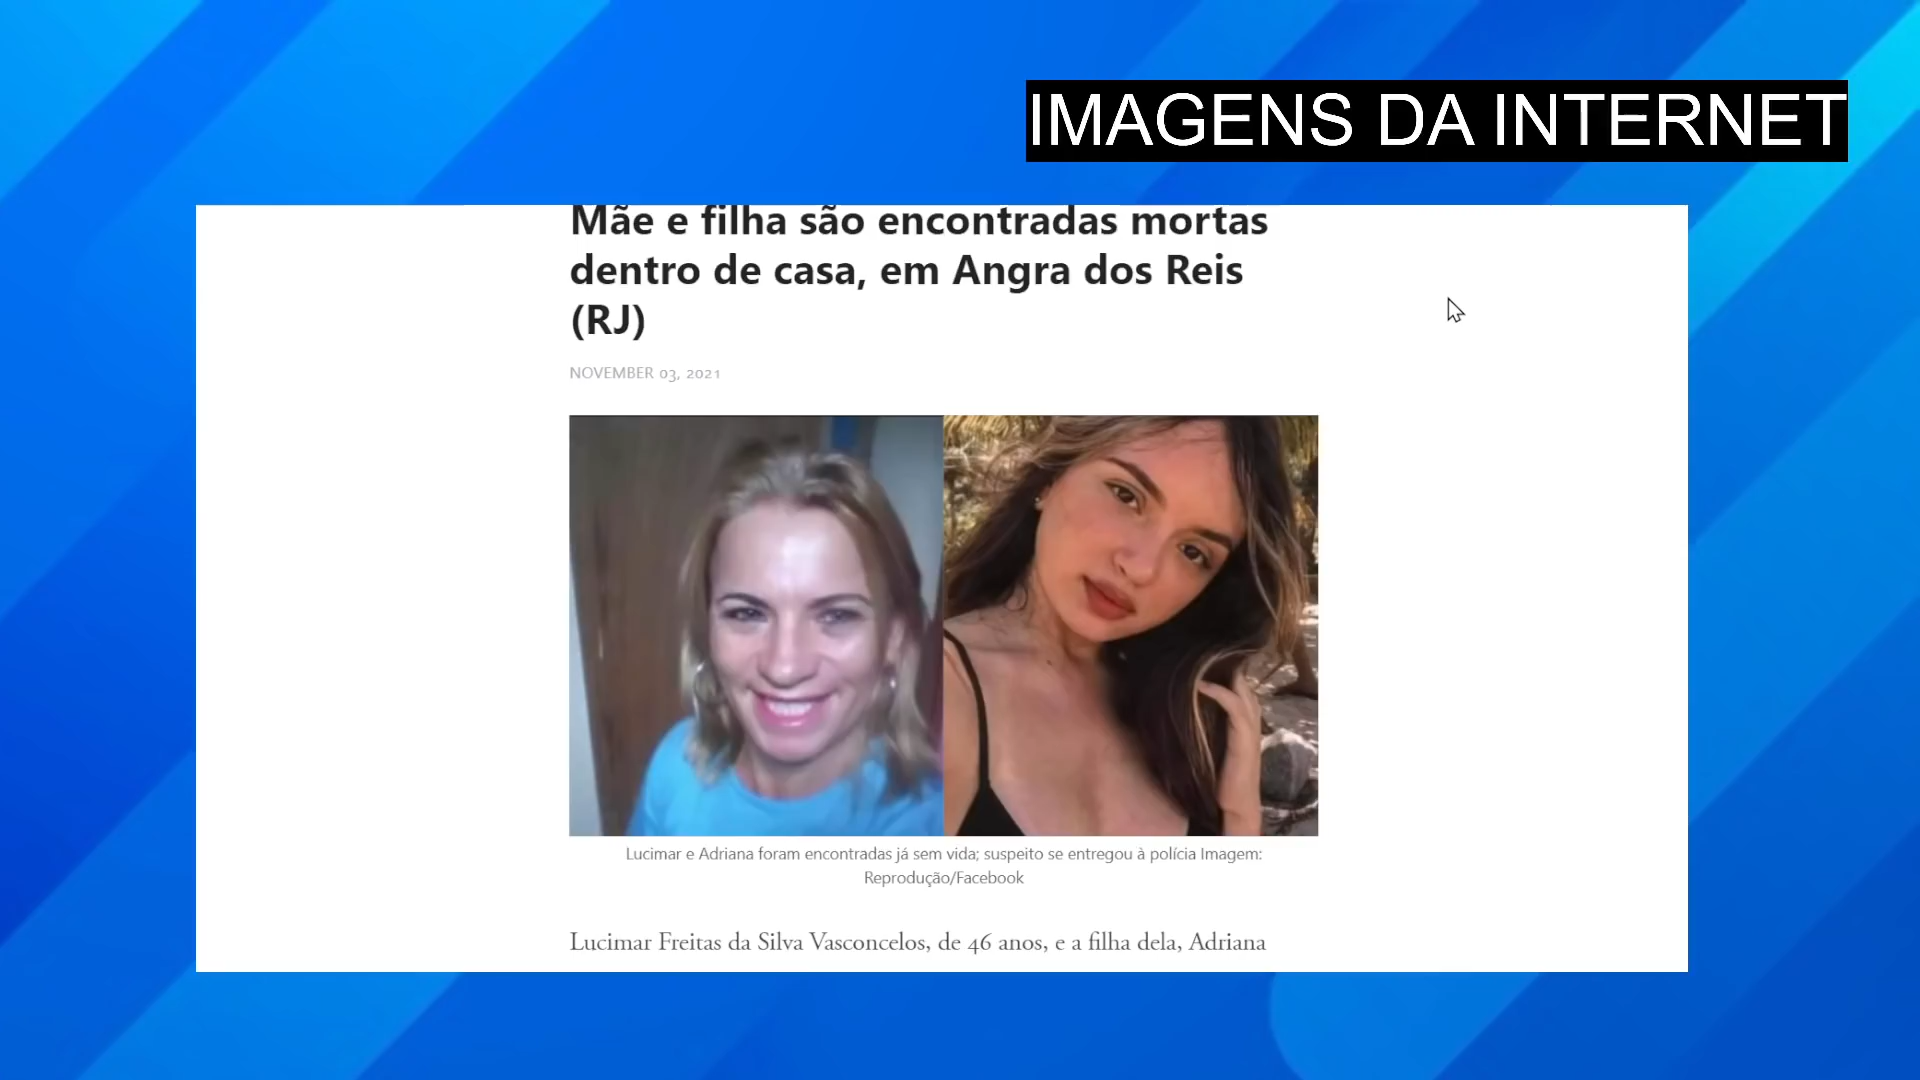 IMAGENS DA INTERNET
Mãe e filha são encontradas mortas
dentro de casa, em Angra dos Reis
(RJ)
NOVEMBER 03, 2021
Lucimar e Adriana foram encontradas já sem vida; suspeito se entregou à polícia Imagem:
Reprodução/Facebook
Lucimar Freitas da Silva Vasconcelos, de 46 anos, e a filha dela, Adriana